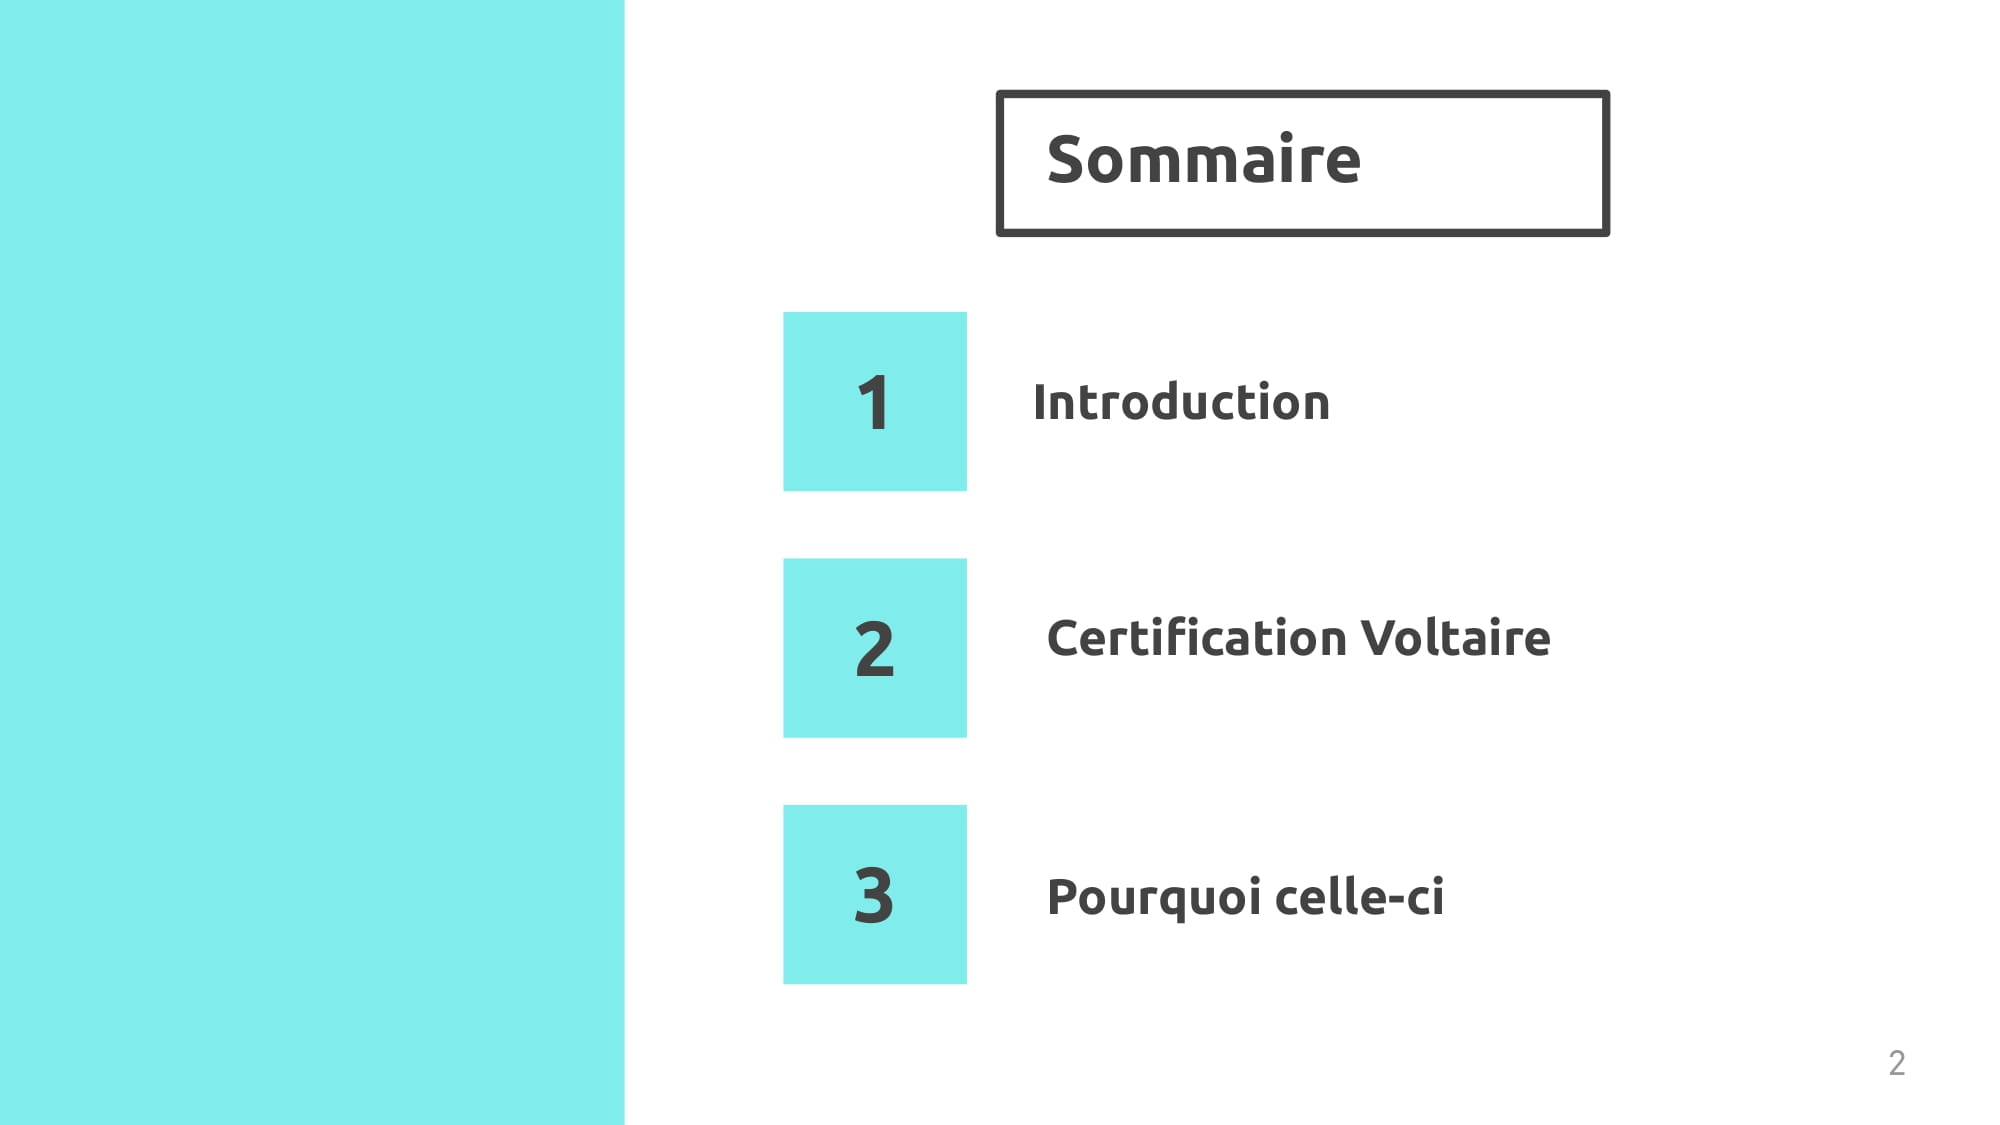 Sommaire
1
Introduction
2
Certification Voltaire
3
Pourquoi celle-ci
2